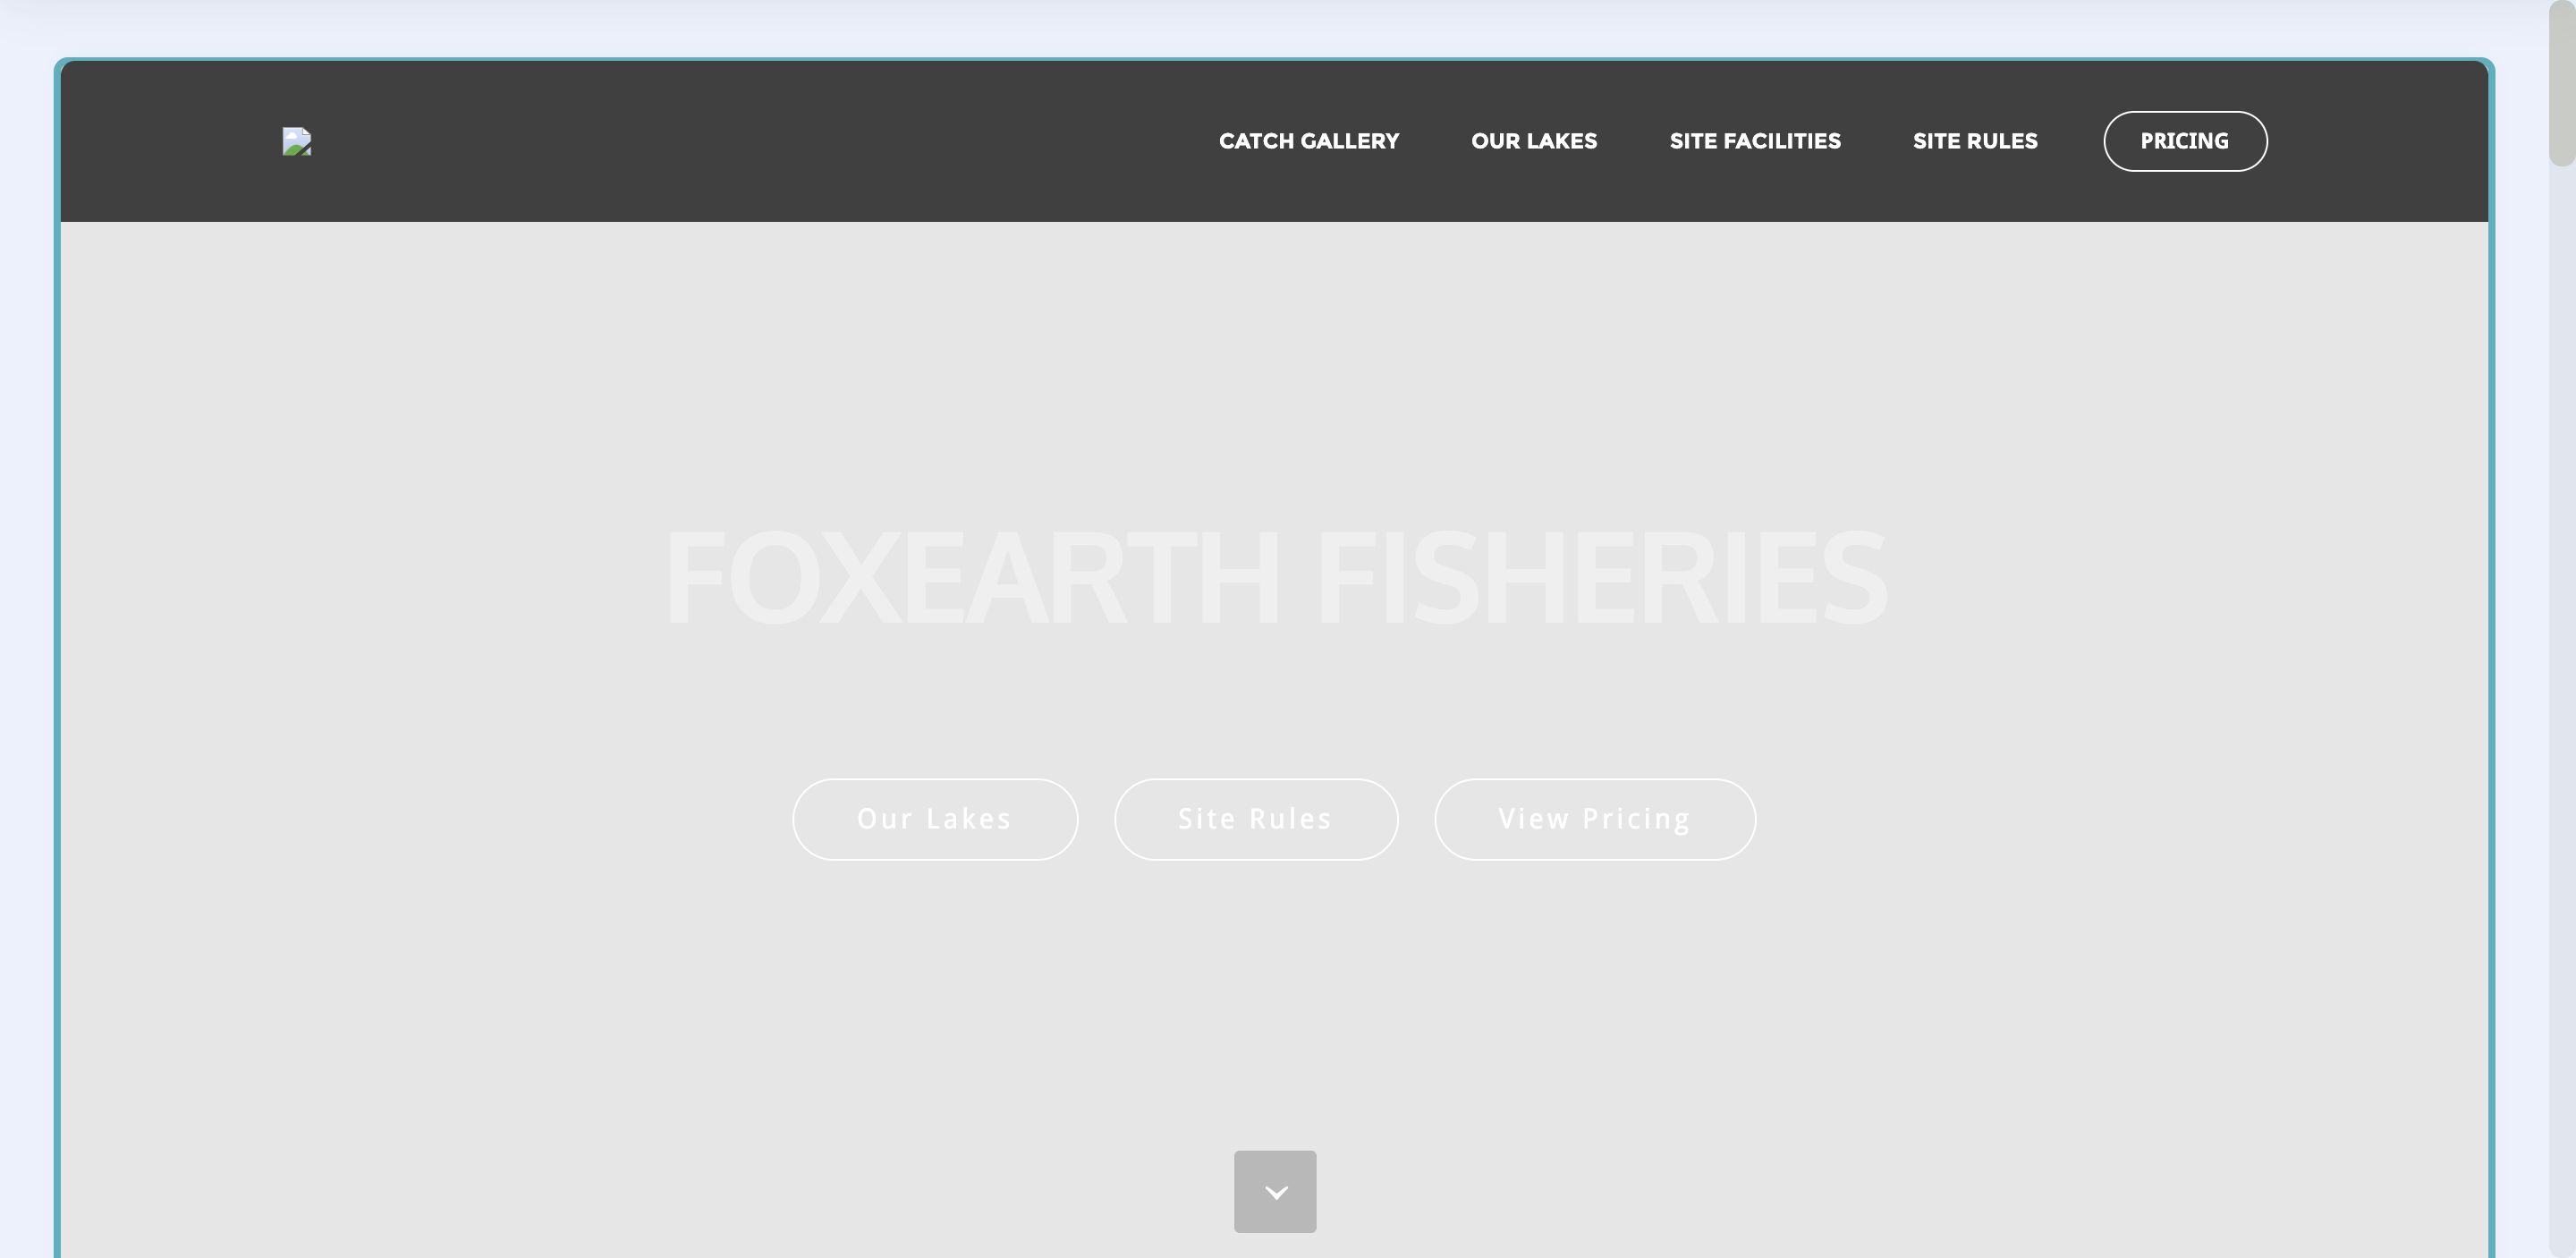 CATCH GALLERY OUR LAKES SITE FACILITIES SITE RULES PRICING
FOXEARTH FISHERIES
Our Lakes Site Rules View Pricing